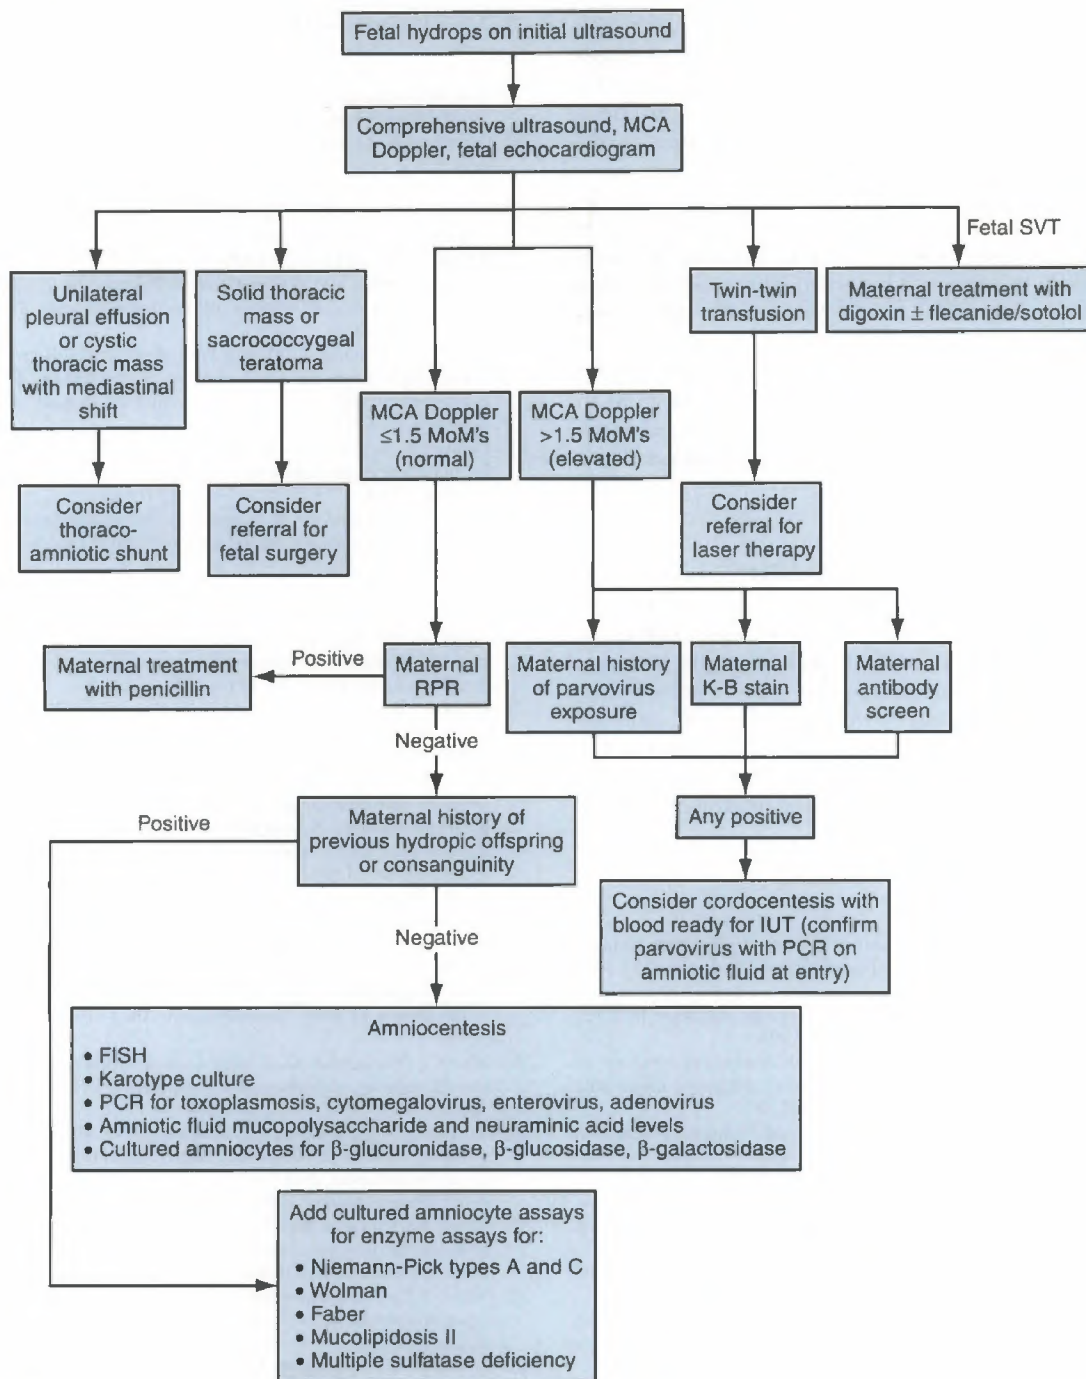 Fetal hydrops on initial ultrasound
Comprehensive ultrasound, MCA
Doppler, fetal echocardiogram
Fetal SVT
Unilateral
pleural effusion
or cystic
thoracic mass
with mediastinal
shift
Solid thoracic
mass or
sacrococcygeal
teratoma
MCA Doppler
≤1.5 MoM's
(normal)
MCA Doppler
>1.5 MoM's
(elevated)
Twin-twin
transfusion
Maternal treatment with
digoxin ± flecanide/sotolol
Consider
thoraco-
amniotic shunt
Consider
referral for
fetal surgery
Consider
referral for
laser therapy
Maternal treatment
with penicillin
Positive
Maternal
RPR
Maternal history
of parvovirus
exposure
Maternal
K-B stain
Maternal
antibody
screen
Negative
Any positive
Positive
Maternal history of
previous hydropic offspring
or consanguinity
Consider cordocentesis with
blood ready for IUT (confirm
parvovirus with PCR on
amniotic fluid at entry)
Negative
Amniocentesis
• FISH
• Karotype culture
• PCR for toxoplasmosis, cytomegalovirus, enterovirus, adenovirus
• Amniotic fluid mucopolysaccharide and neuraminic acid levels
• Cultured amniocytes for β-glucuronidase, β-glucosidase, β-galactosidase
Add cultured amniocyte assays
for enzyme assays for:
• Niemann-Pick types A and C
• Wolman
• Faber
• Mucolipidosis II
• Multiple sulfatase deficiency